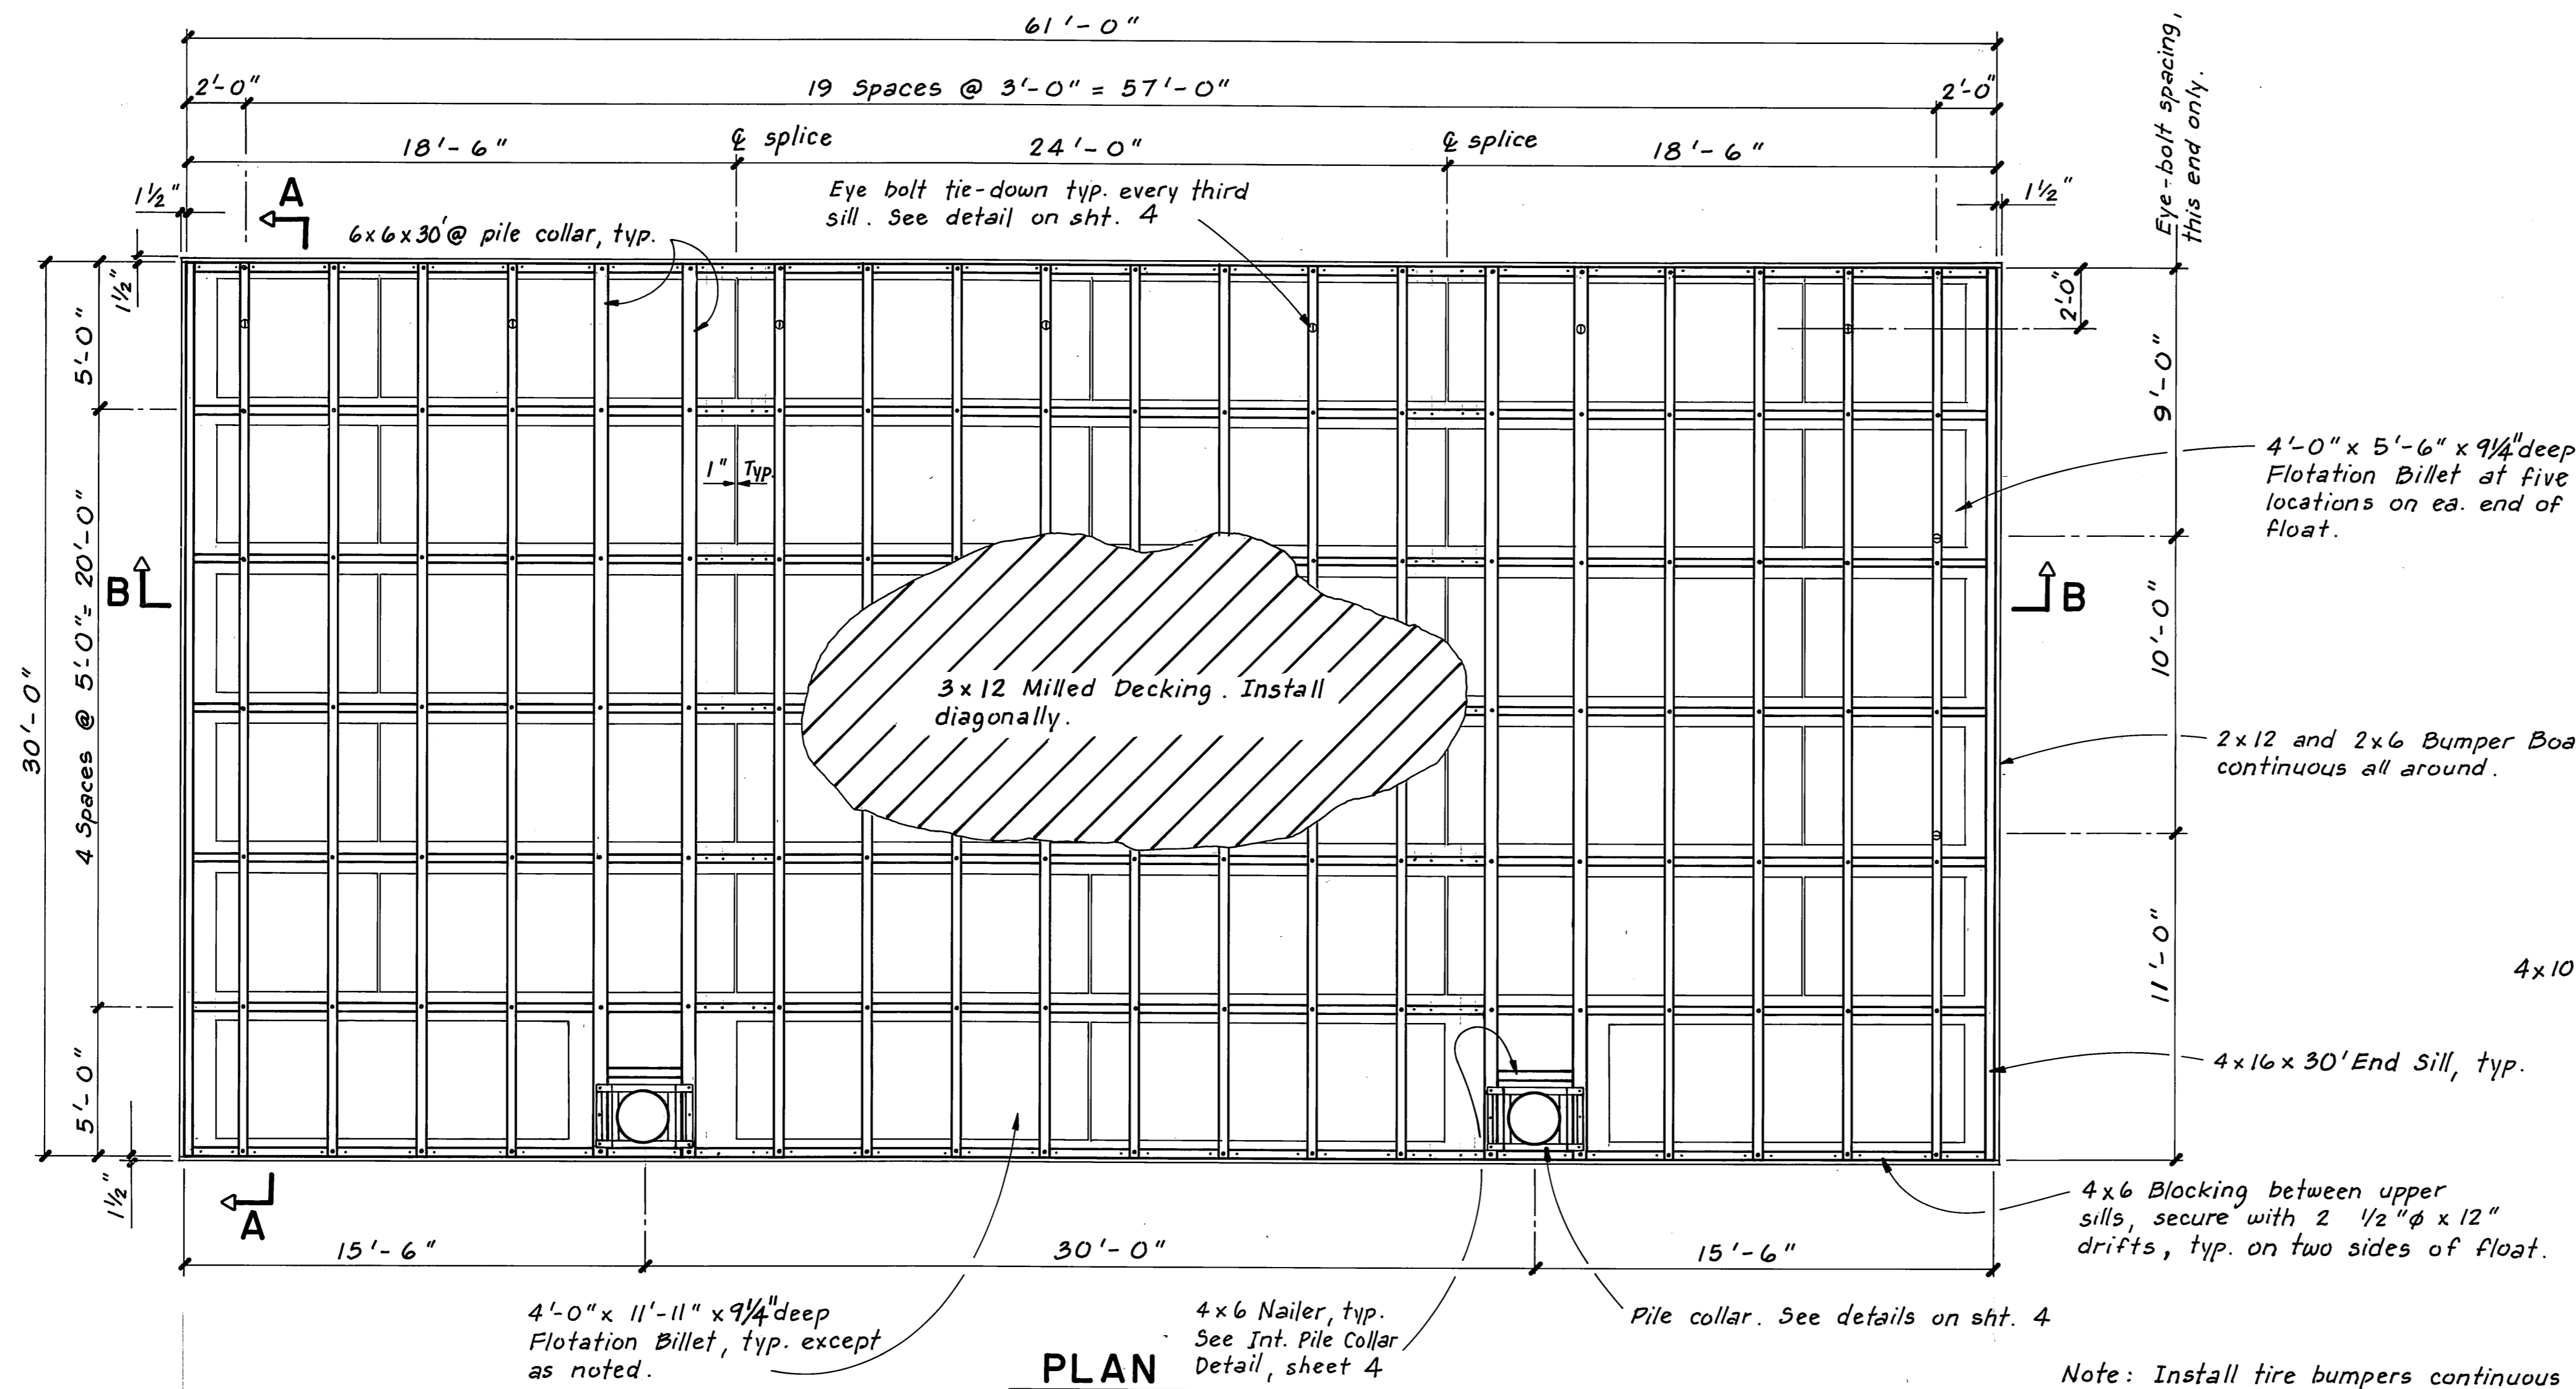 61'-0"
2'-0"
19 Spaces @ 3'-0" = 57'-0"
2'-0"
18'-6"
℄ splice
24'-0"
℄ splice
18'-6"
Eye-bolt spacing,
this end only.
1½"
A
6x6x30'@ pile collar, typ.
Eye bolt tie-down typ. every third
sill. See detail on sht. 4
1½"
1½"
2'-0"
5'-0"
9'-0"
4'-0" x 5'-6" x 9¼" deep
Flotation Billet at five
locations on ea. end of
float.
1" Typ.
30'-0"
4 Spaces @ 5'-0" = 20'-0"
B
B
10'-0"
3x12 Milled Decking. Install
diagonally.
2x12 and 2x6 Bumper Boa
continuous all around.
11'-0"
4x10
4x16x30' End Sill, typ.
5'-0"
1½"
A
4x6 Blocking between upper
sills, secure with 2 ½"φ x 12"
drifts, typ. on two sides of float.
15'-6"
30'-0"
15'-6"
4'-0" x 11'-11" x 9¼" deep
Flotation Billet, typ. except
as noted.
4x6 Nailer, typ.
See Int. Pile Collar
Detail, sheet 4
Pile collar. See details on sht. 4
PLAN
Note: Install tire bumpers continuous